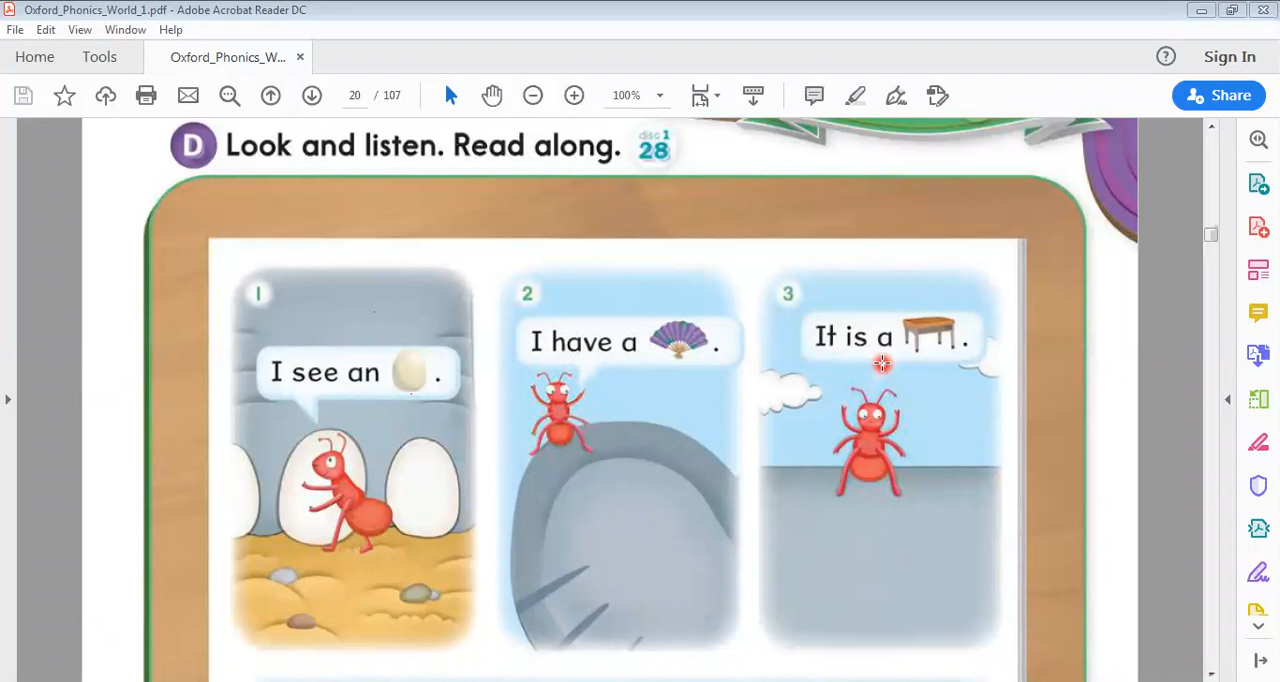 Oxford_Phonics_World_1.pdf - Adobe Acrobat Reader DC
File Edit View Window Help
Home Tools Oxford_Phonics_W... × Sign In
20 / 107 100% Share
D Look and listen. Read along. disc 1 28
1 2 3
I see an .
I have a .
It is a .